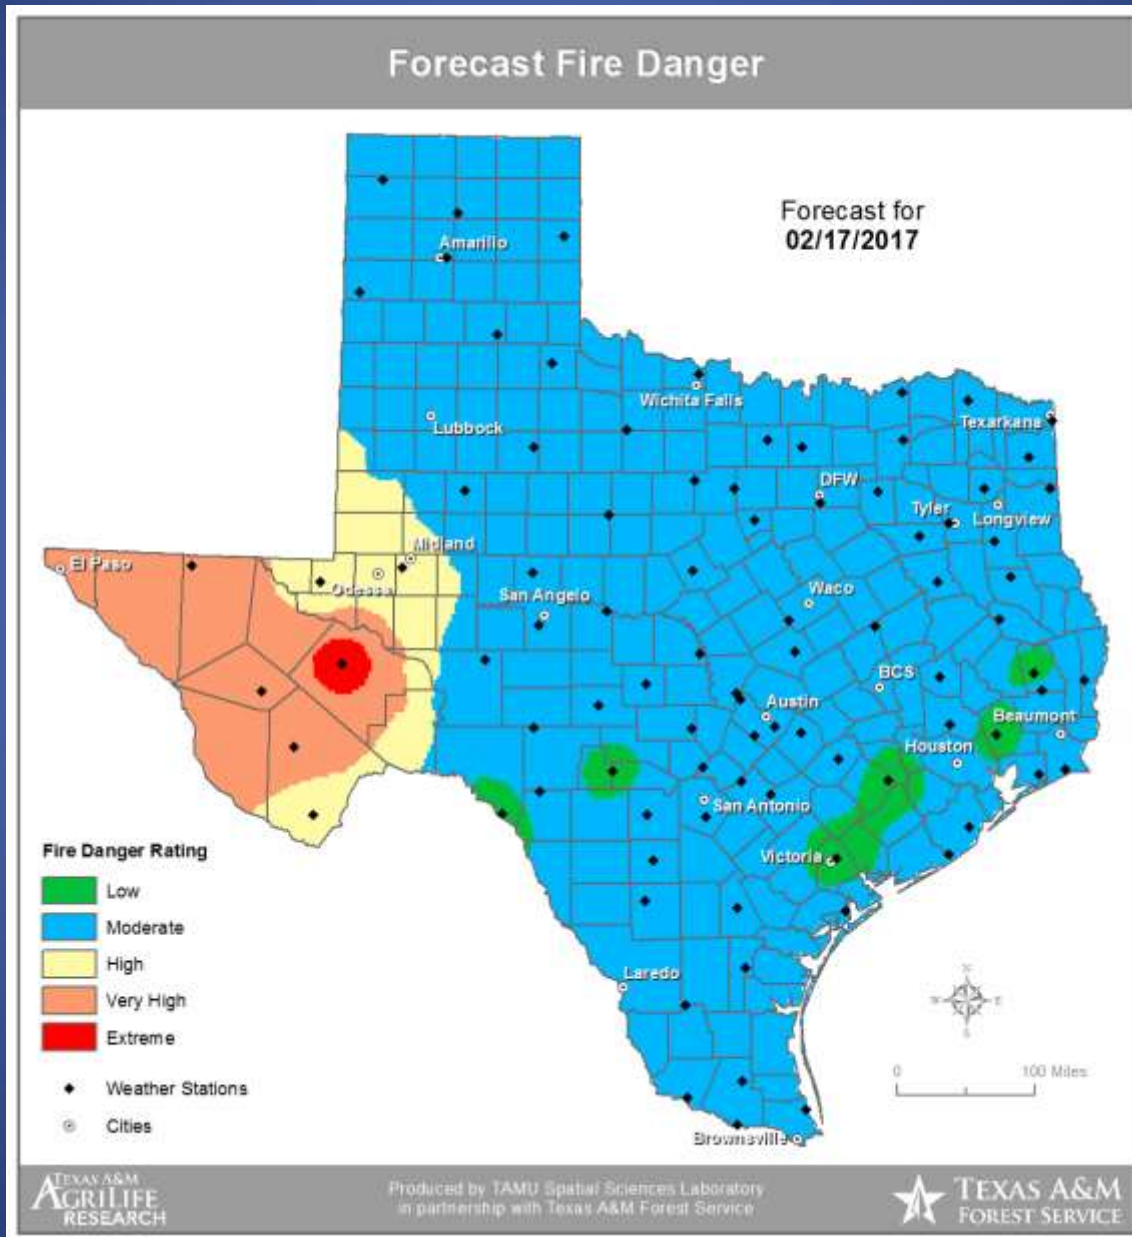 Forecast Fire Danger
Forecast for
02/17/2017
Amarillo
Wichita Falls
Lubbock
Texarkana
DFW
Tyler
Longview
El Paso
Midland
Odessa
San Angelo
Waco
BCS
Austin
Beaumont
Houston
San Antonio
Victoria
Laredo
Brownsville
Fire Danger Rating
Low
Moderate
High
Very High
Extreme
Weather Stations
Cities
N
W
E
S
0
100 Miles
TEXAS A&M
AGRILIFE
RESEARCH
Produced by TAMU Spatial Sciences Laboratory
in partnership with Texas A&M Forest Service
TEXAS A&M
FOREST SERVICE